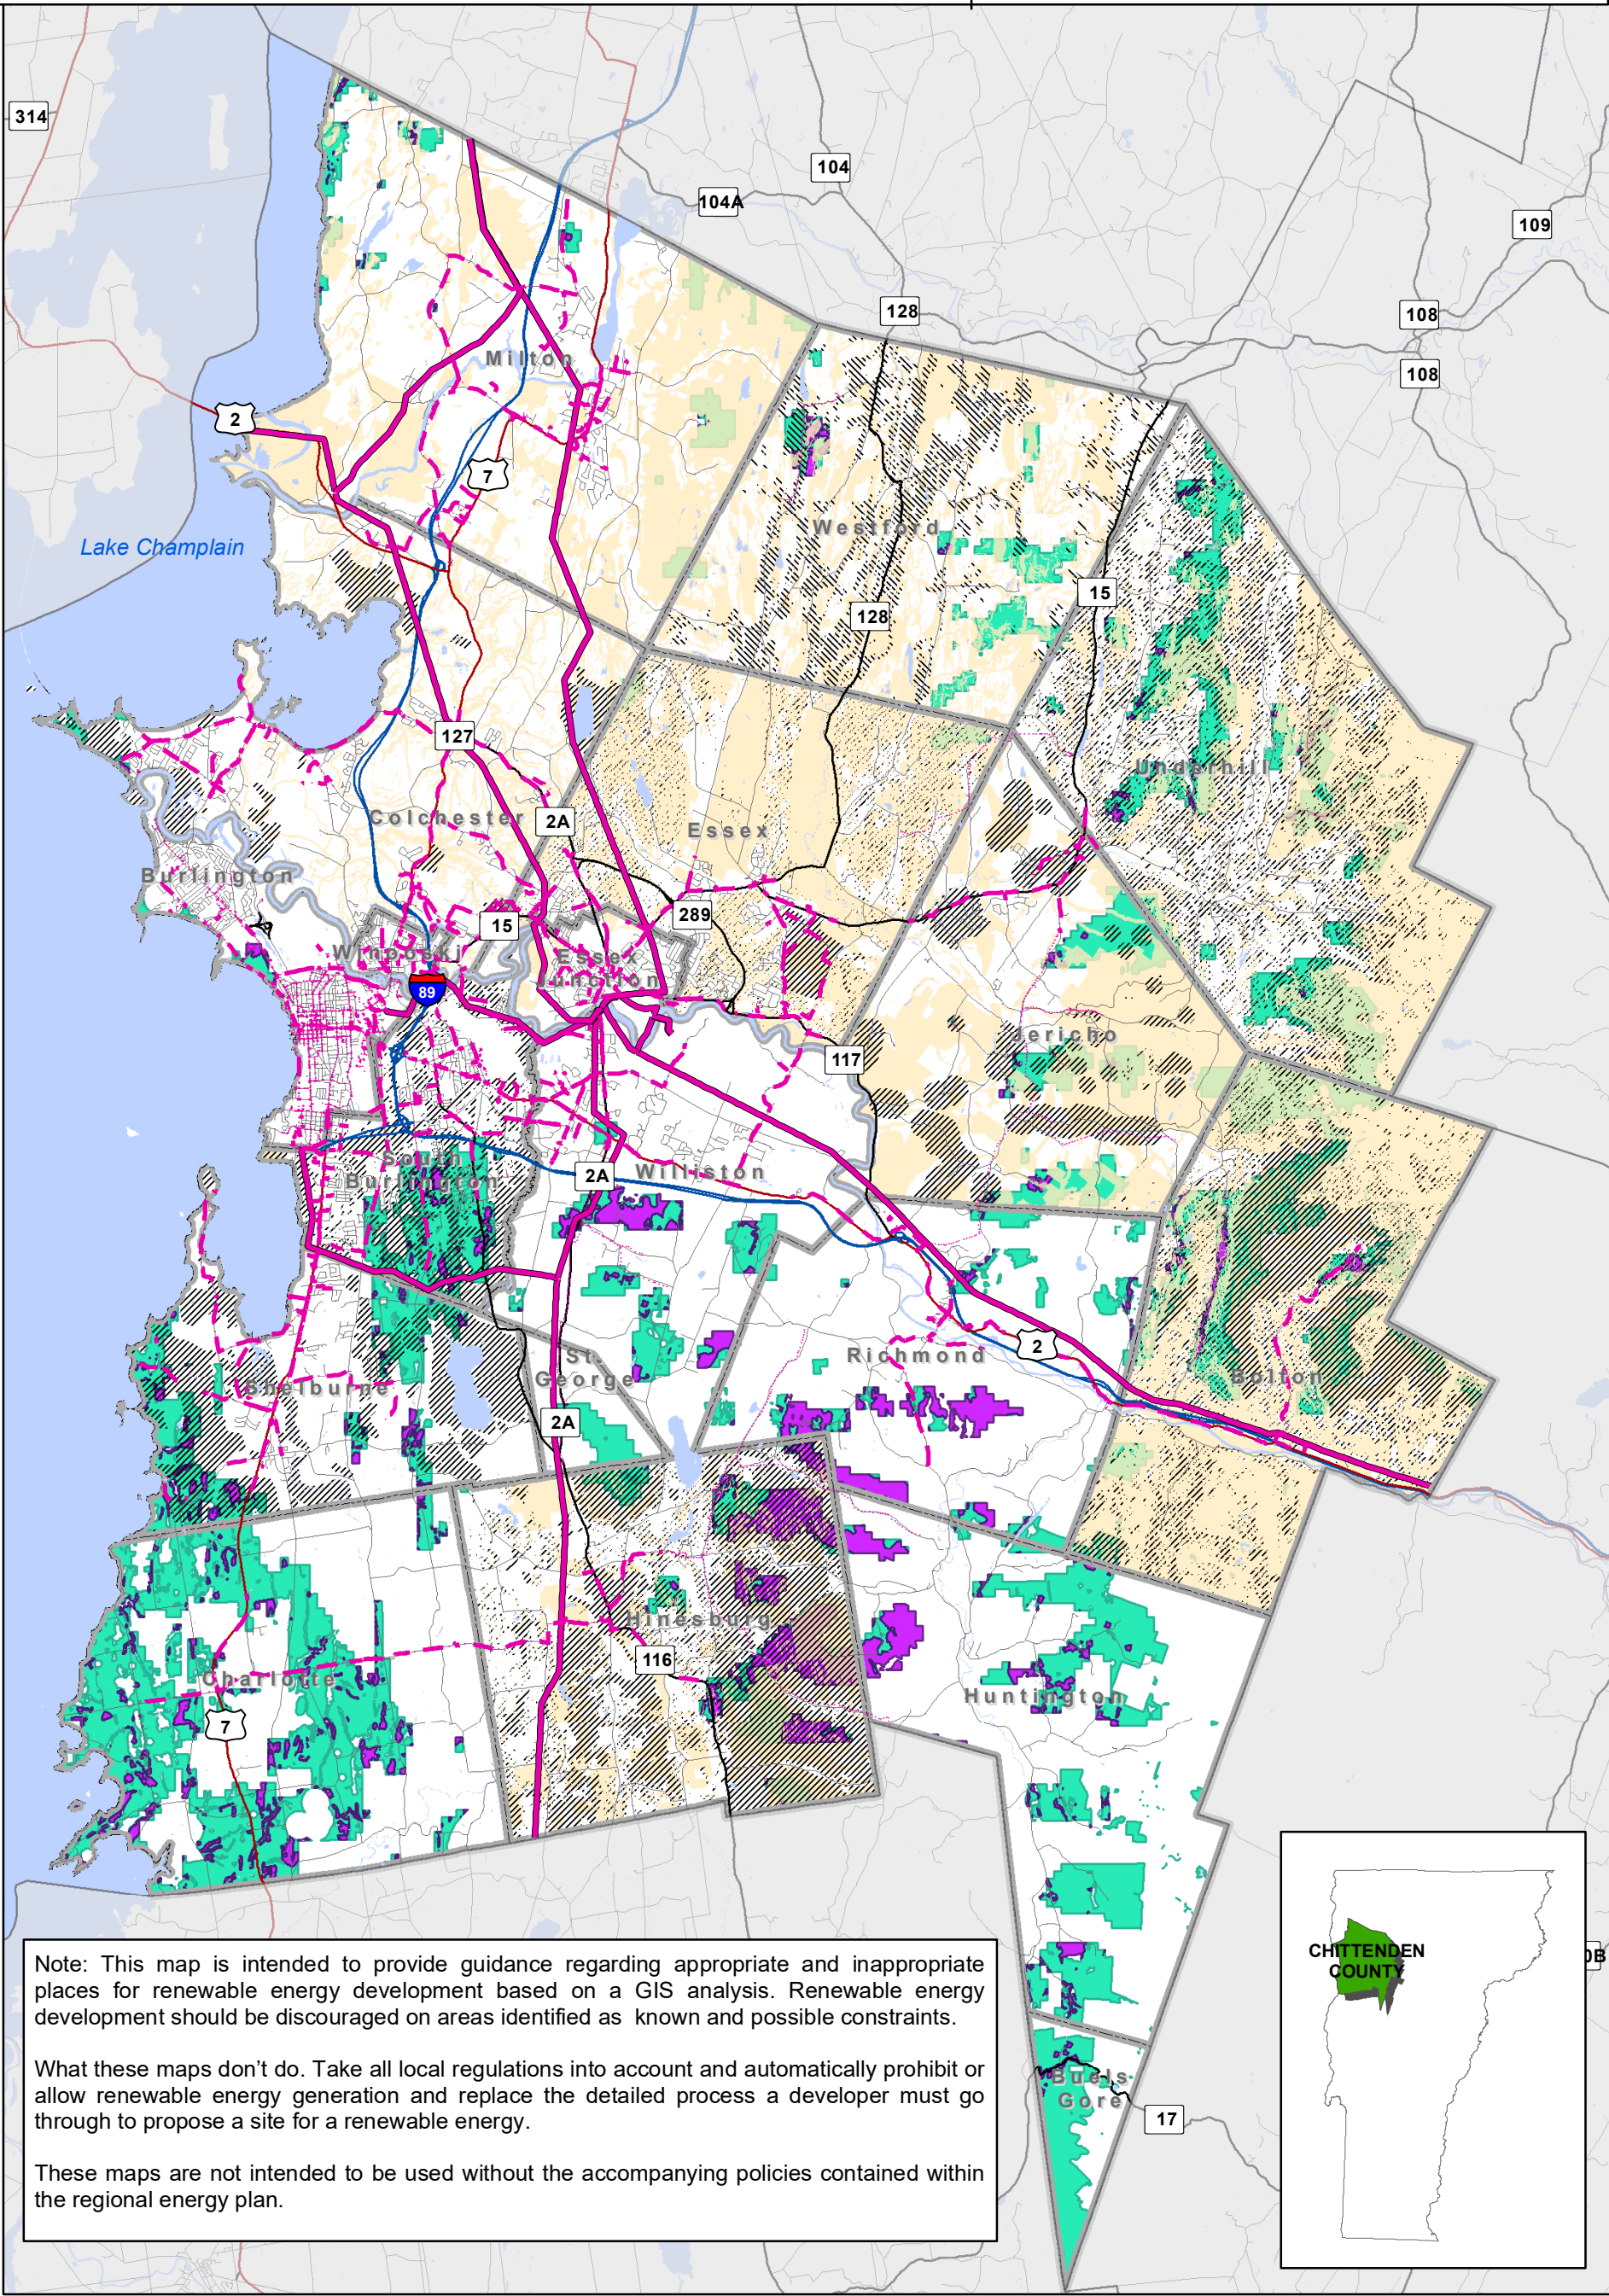 314
104
104A
109
128
108
108
Milton
2
7
Westford
Lake Champlain
15
128
127
Underhill
Colchester
2A
Essex
Burlington
289
15
Winooski
Essex
Junction
89
Jericho
117
South
Burlington
2A
Williston
2
Richmond
St.
George
Bolton
Shelburne
2A
Hinesburg
116
Charlotte
Huntington
7
CHITTENDEN
COUNTY
0B
Note: This map is intended to provide guidance regarding appropriate and inappropriate
places for renewable energy development based on a GIS analysis. Renewable energy
development should be discouraged on areas identified as known and possible constraints.
What these maps don't do. Take all local regulations into account and automatically prohibit or
allow renewable energy generation and replace the detailed process a developer must go
through to propose a site for a renewable energy.
These maps are not intended to be used without the accompanying policies contained within
the regional energy plan.
Buels
Gore
17